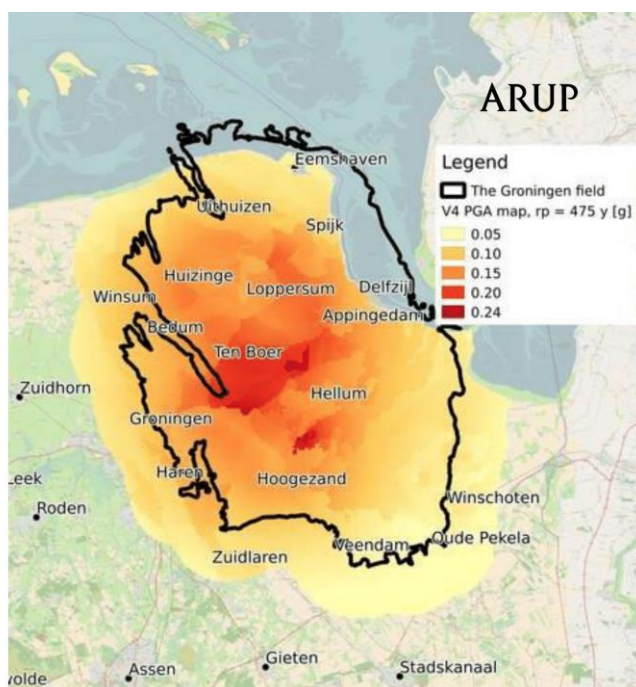 ARUP
Legend
The Groningen field
V4 PGA map, rp = 475 y [g]
0.05
0.10
0.15
0.20
0.24
Eemshaven
Uithuizen
Spijk
Huizinge
Loppersum
Delfzijl
Winsum
Appingedam
Bedum
Ten Boer
Zuidhorn
Hellum
Groningen
Haren
Hoogezand
Leek
Winschoten
Roden
Veendam
Oude Pekela
Zuidlaren
Gieten
Assen
Stadskanaal
wolde